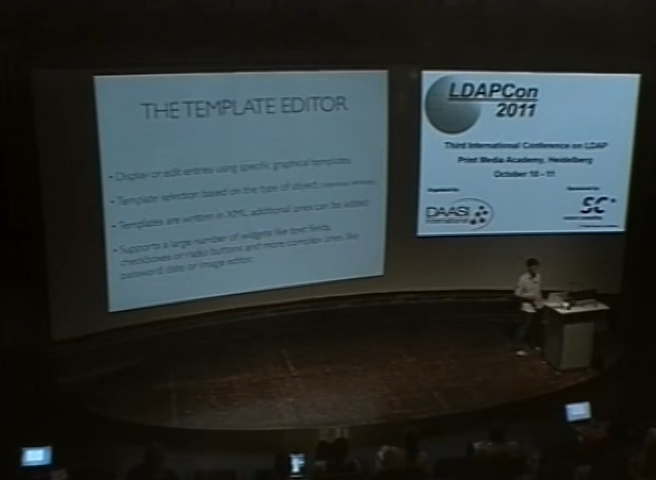 THE TEMPLATE EDITOR
• Display or edit entries using specific graphical templates
• Template selection based on the type of object
• Templates are written in XML, additional ones can be added
• Supports a large number of widgets like text fields,
checkboxes or radio buttons and more complex ones like
password, date or image editor
LDAPCon
2011
Third International Conference on LDAP
Print Media Academy, Heidelberg
October 10 - 11
DAASI
International